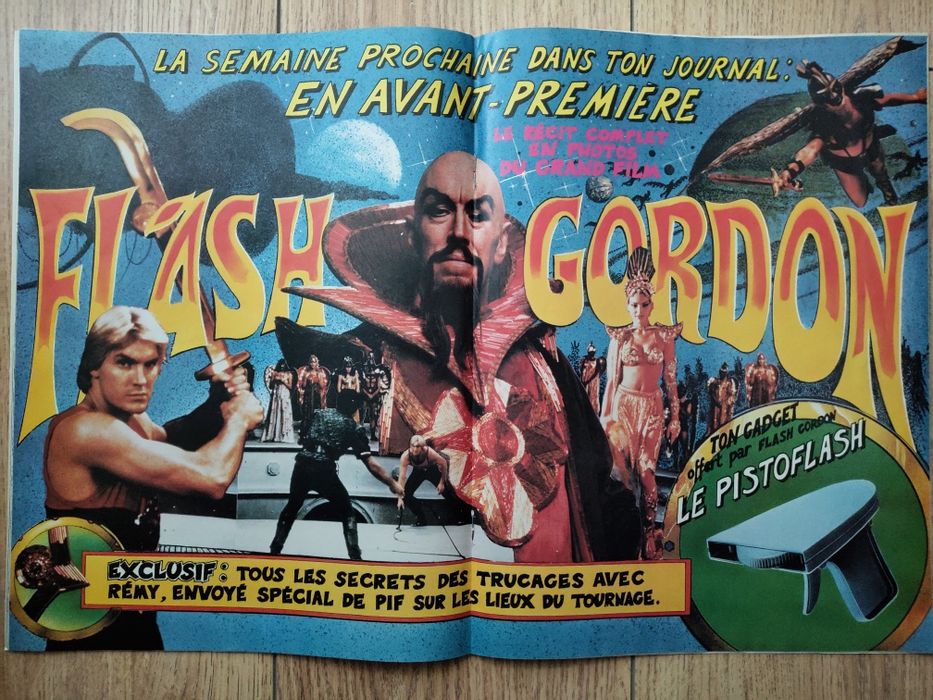 LA SEMAINE PROCHAINE DANS TON JOURNAL:
EN AVANT-PREMIERE
LE RÉCIT COMPLET
EN PHOTOS
DU GRAND FILM
FLASH GORDON
TON GADGET
offert par FLASH GORDON
LE PISTOFLASH
EXCLUSIF: TOUS LES SECRETS DES TRUCAGES AVEC
RÉMY, ENVOYÉ SPÉCIAL DE PIF SUR LES LIEUX DU TOURNAGE.